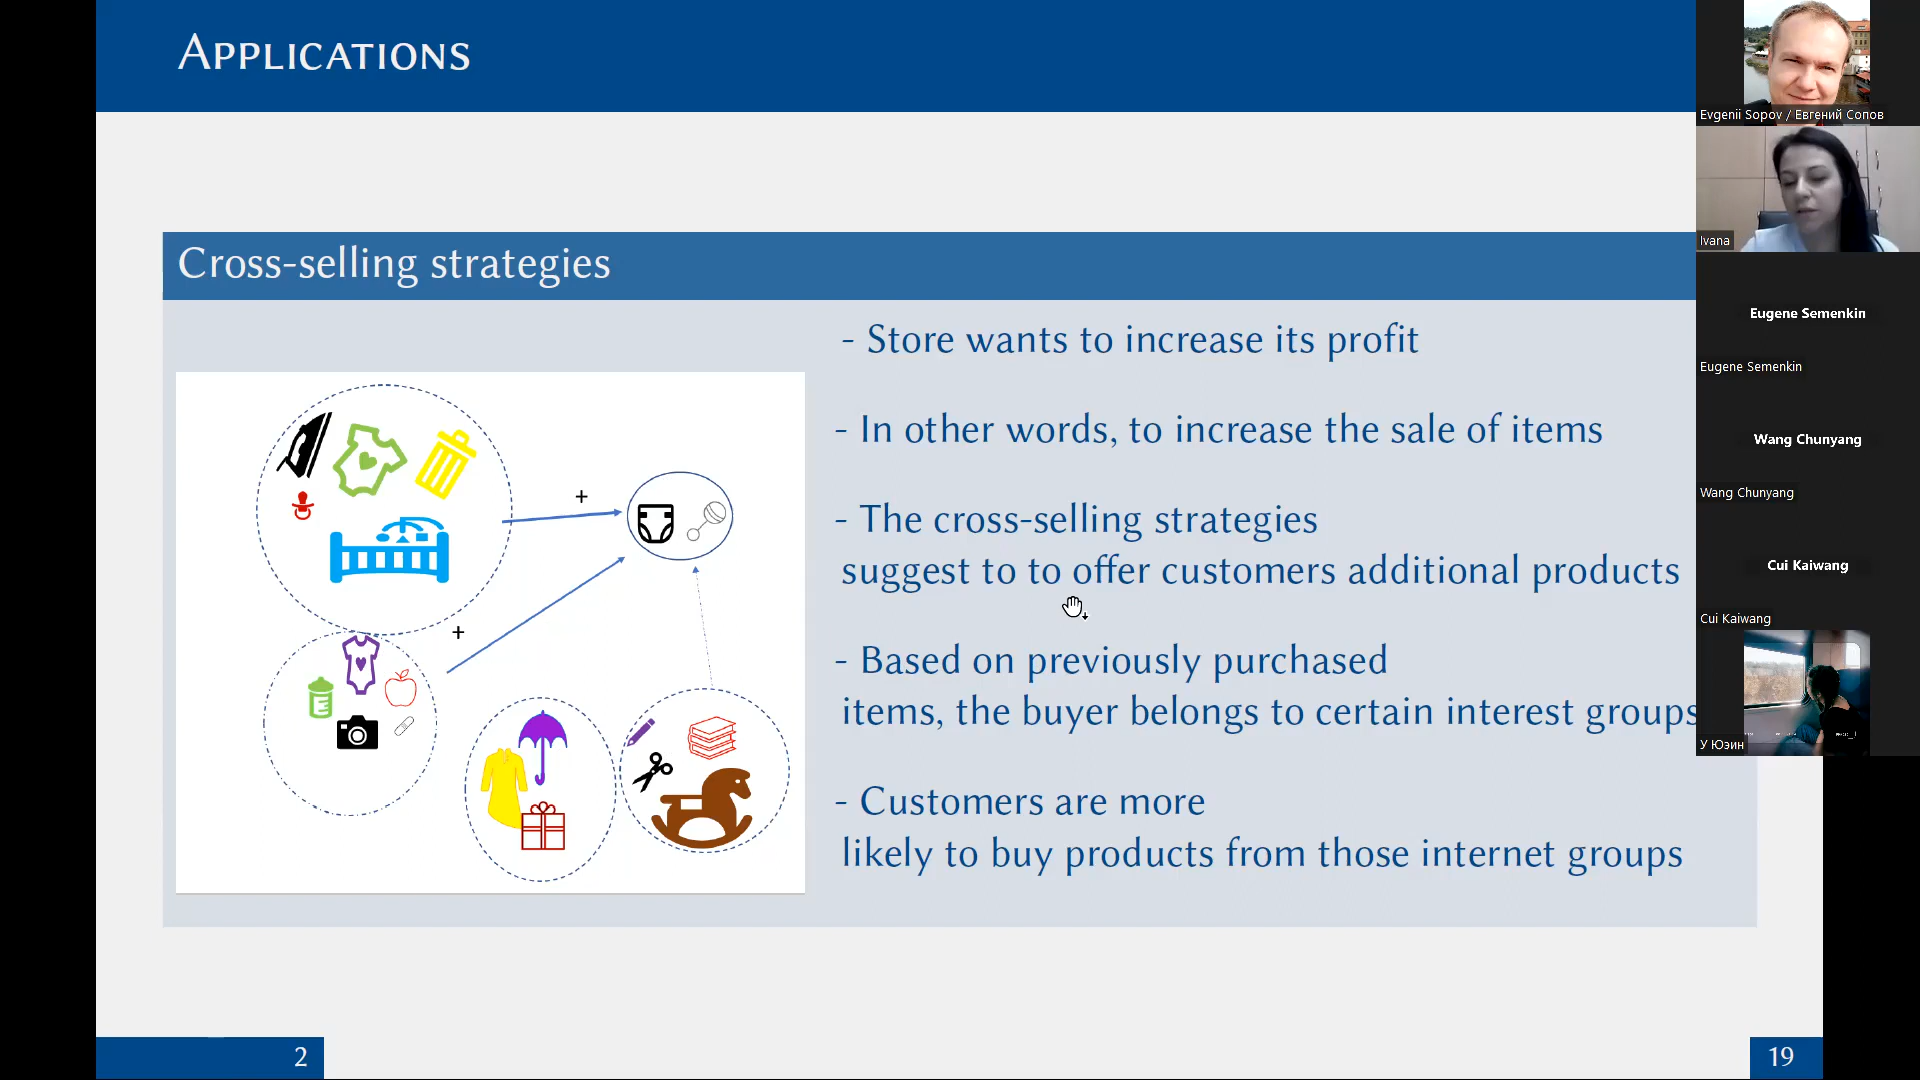 Applications
Cross-selling strategies
- Store wants to increase its profit
- In other words, to increase the sale of items
- The cross-selling strategies
suggest to to offer customers additional products
- Based on previously purchased
items, the buyer belongs to certain interest groups
- Customers are more
likely to buy products from those internet groups
+
+
2
19
Evgenii Sopov / Евгений Сопов
Ivana
Eugene Semenkin
Eugene Semenkin
Wang Chunyang
Wang Chunyang
Cui Kaiwang
Cui Kaiwang
У Юэин